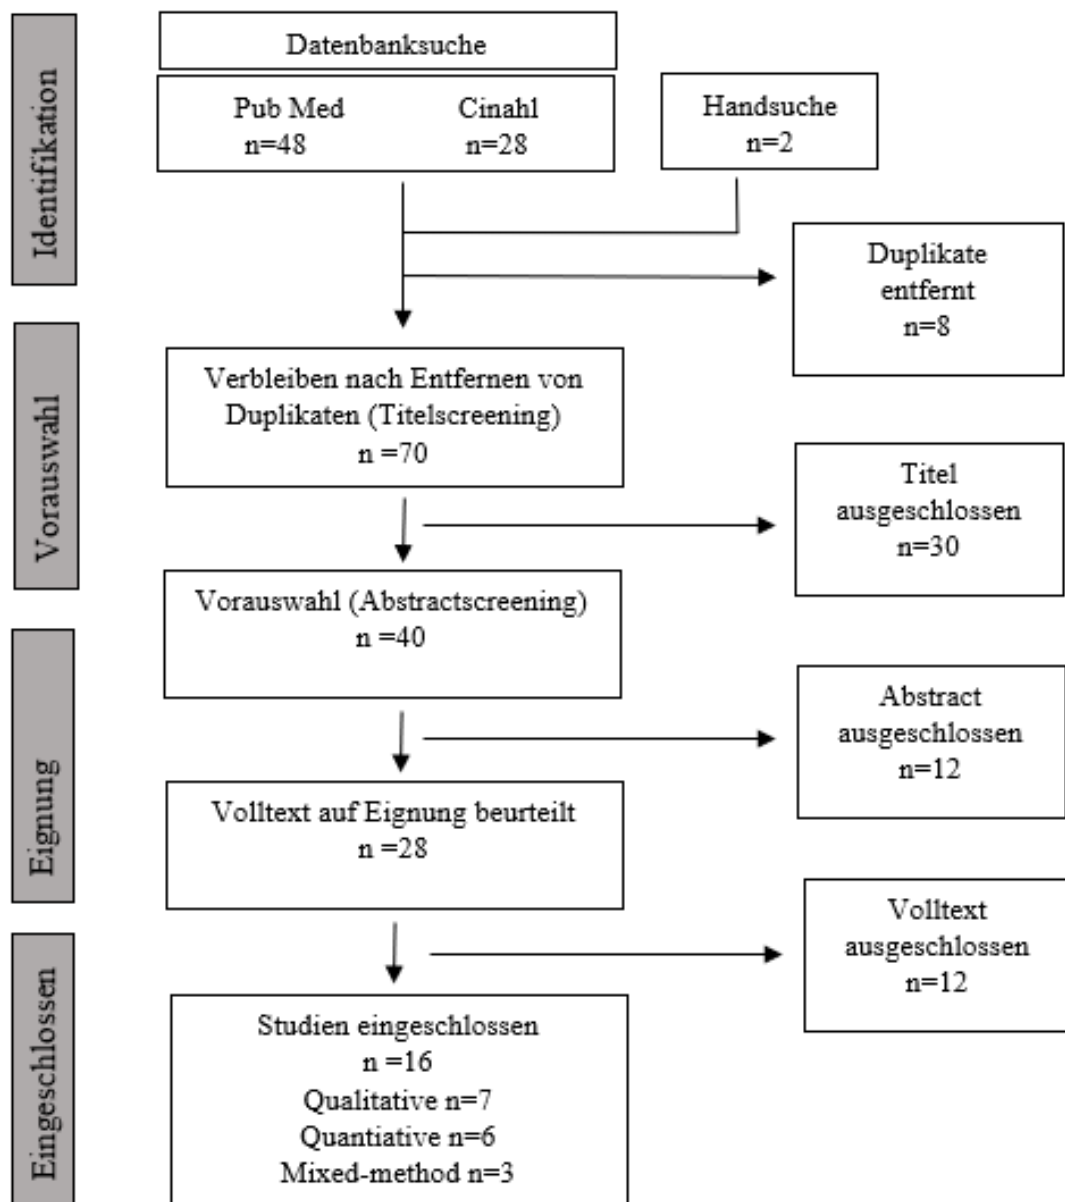 Identifikation
Datenbanksuche
Pub Med
n=48
Cinahl
n=28
Handsuche
n=2
Duplikate
entfernt
n=8
Vorauswahl
Verbleiben nach Entfernen von
Duplikaten (Titelscreening)
n =70
Titel
ausgeschlossen
n=30
Vorauswahl (Abstractscreening)
n =40
Eignung
Abstract
ausgeschlossen
n=12
Volltext auf Eignung beurteilt
n =28
Volltext
ausgeschlossen
n=12
Eingeschlossen
Studien eingeschlossen
n =16
Qualitative n=7
Quantiative n=6
Mixed-method n=3